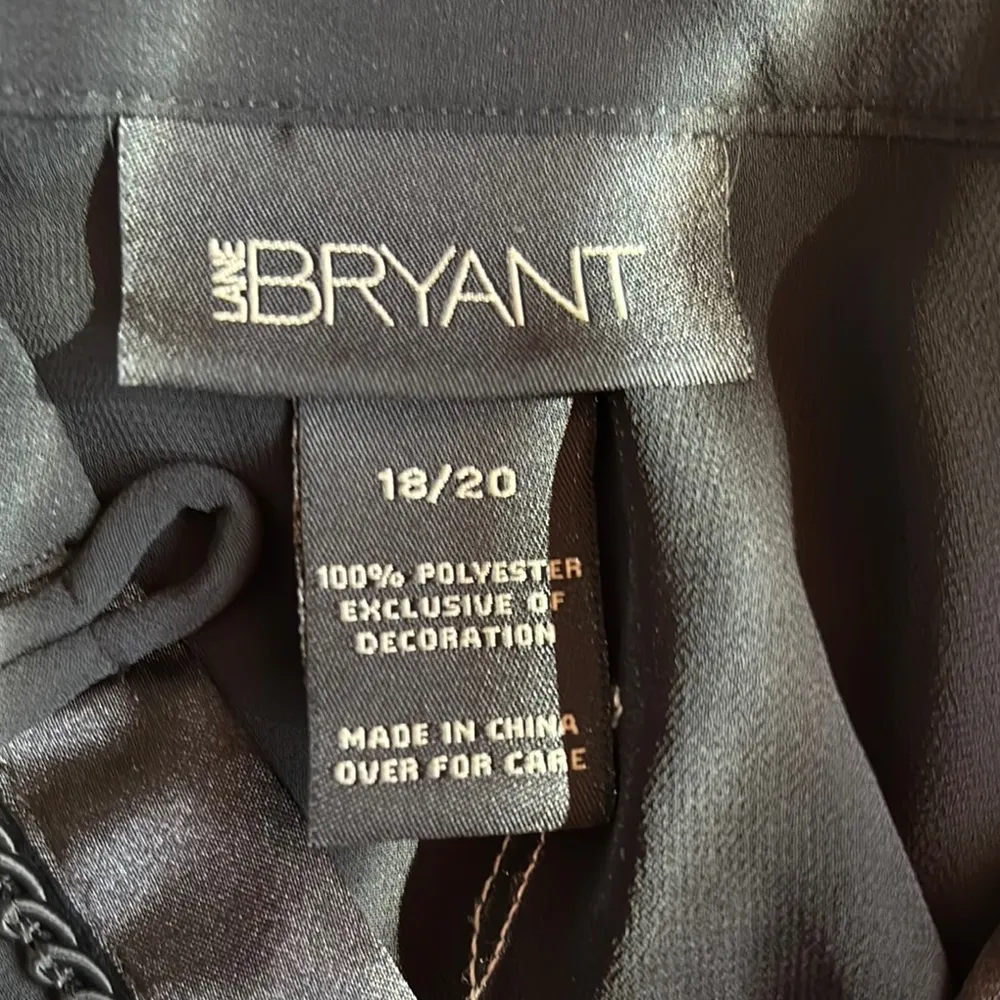 LANE BRYANT
18/20
100% POLYESTER
EXCLUSIVE OF
DECORATION
MADE IN CHINA
OVER FOR CARE